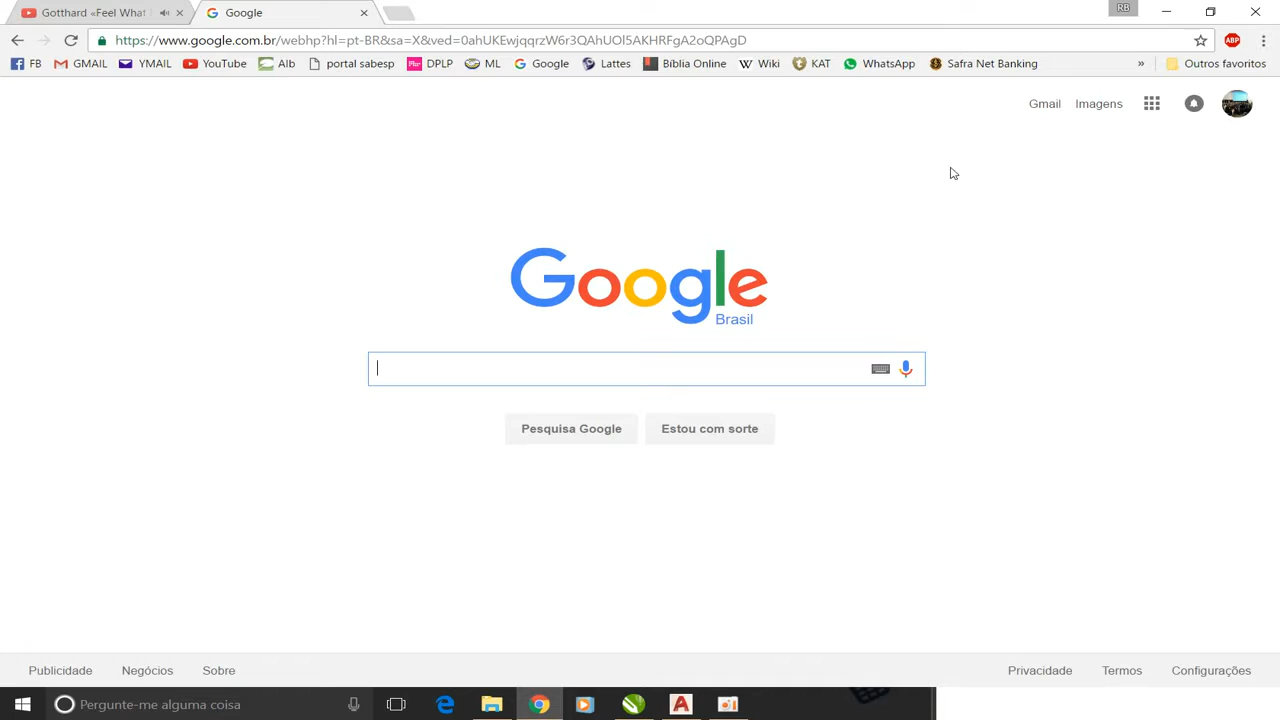 Gotthard «Feel What
Google
RB
https://www.google.com.br/webhp?hl=pt-BR&sa=X&ved=0ahUKEwjqqrzW6r3QAhUOl5AKHRFgA2oQPAgD
ABP
FB GMAIL YMAIL YouTube Alb portal sabesp DPLP ML Google Lattes Bíblia Online Wiki KAT WhatsApp Safra Net Banking » Outros favoritos
Gmail Imagens
Google
Brasil
Pesquisa Google Estou com sorte
Publicidade Negócios Sobre Privacidade Termos Configurações
Pergunte-me alguma coisa